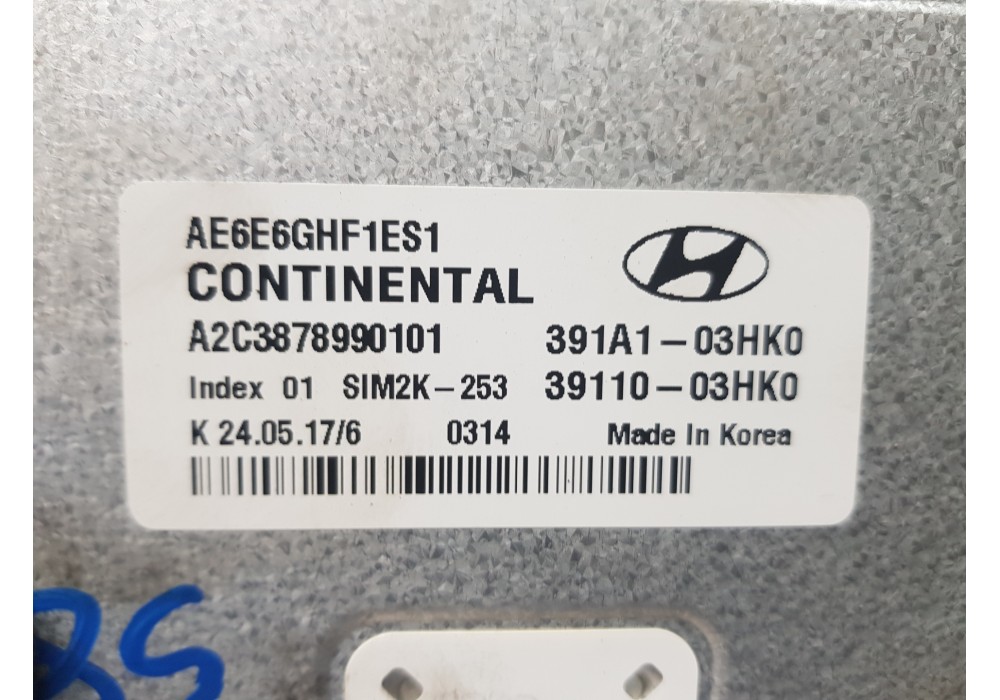 AE6E6GHF1ES1
CONTINENTAL
A2C3878990101 391A1-03HK0
Index 01 SIM2K-253 39110-03HK0
K 24.05.17/6 0314 Made In Korea